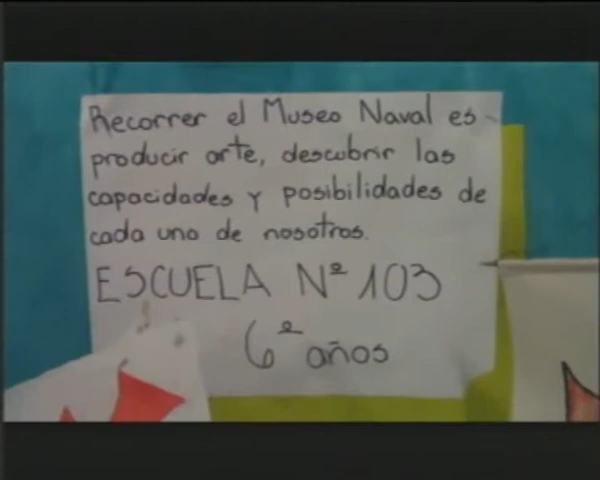 Recorrer el Museo Naval es
producir arte, descubrir las
capacidades y posibilidades de
cada uno de nosotros.
ESCUELA Nº 103
6º años